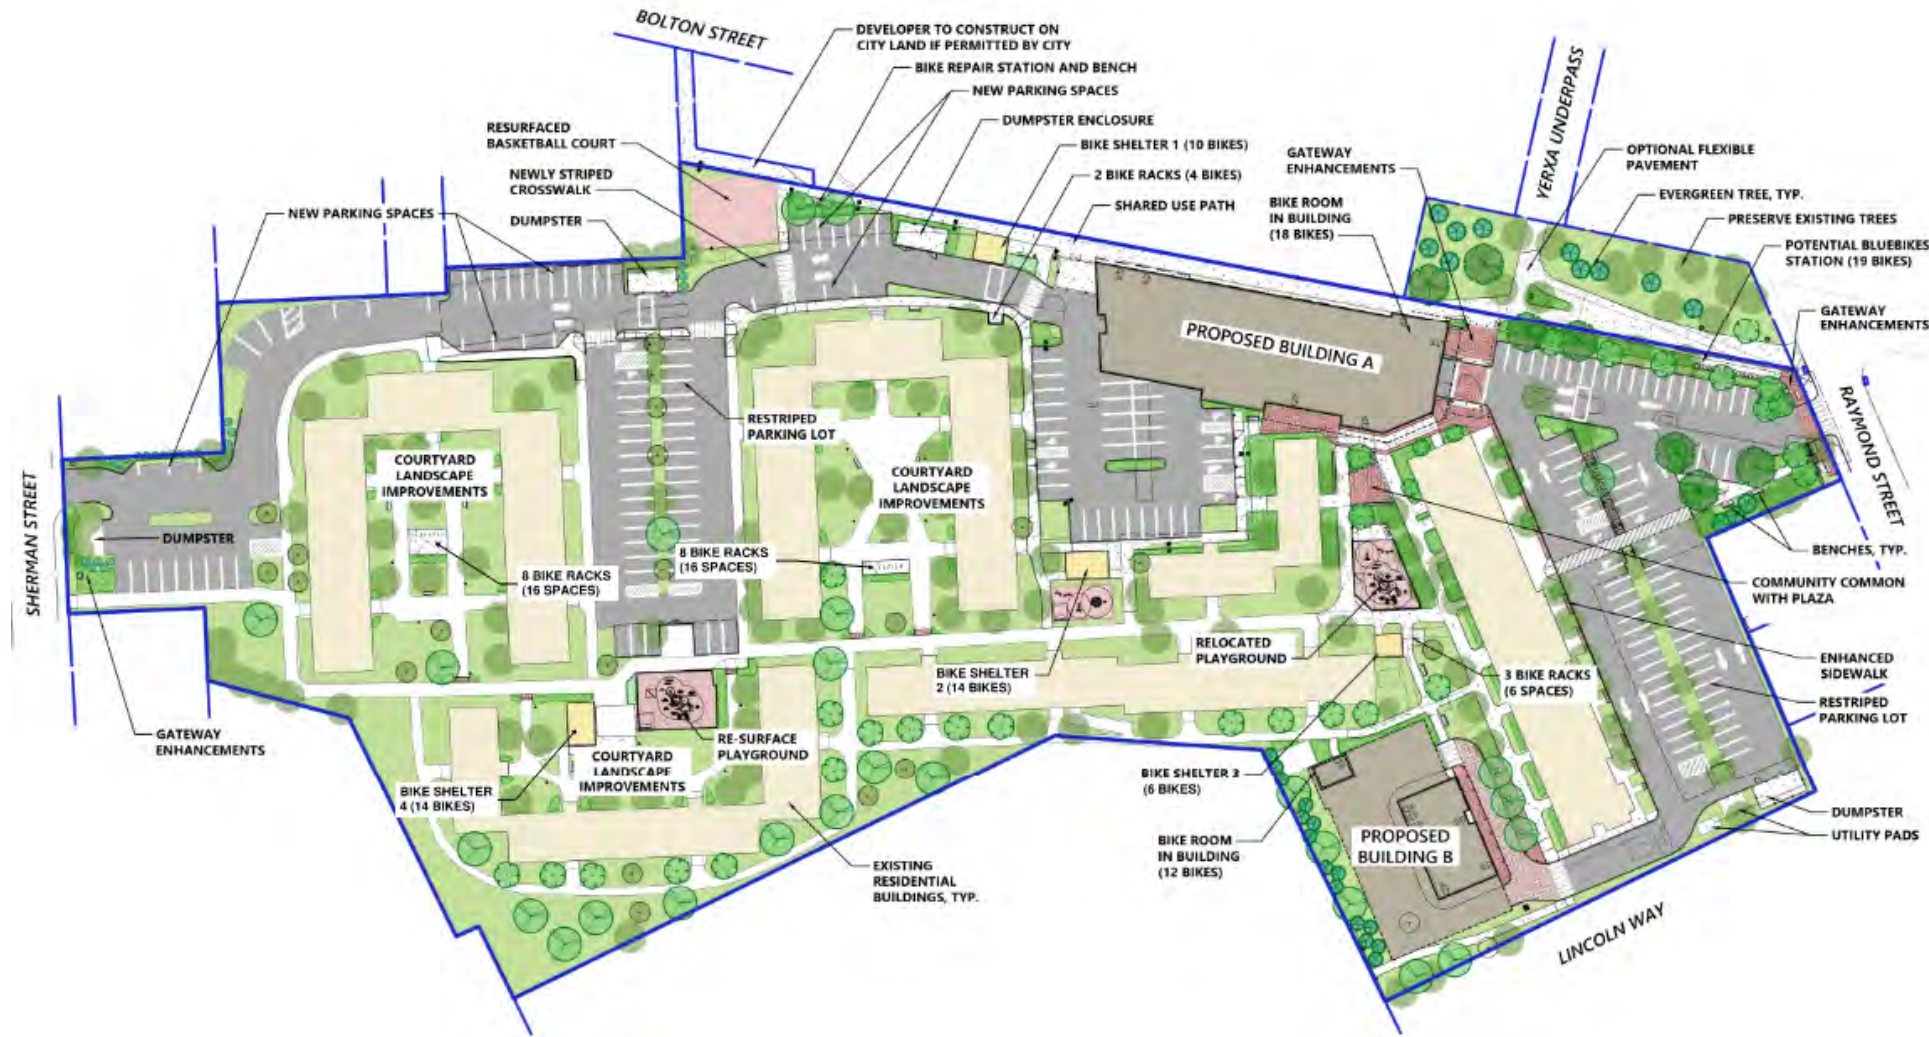 BOLTON STREET
DEVELOPER TO CONSTRUCT ON
CITY LAND IF PERMITTED BY CITY
BIKE REPAIR STATION AND BENCH
NEW PARKING SPACES
DUMPSTER ENCLOSURE
BIKE SHELTER 1 (10 BIKES)
2 BIKE RACKS (4 BIKES)
SHARED USE PATH
RESURFACED
BASKETBALL COURT
NEWLY STRIPED
CROSSWALK
DUMPSTER
NEW PARKING SPACES
GATEWAY
ENHANCEMENTS
BIKE ROOM
IN BUILDING
(18 BIKES)
YERXA UNDERPASS
OPTIONAL FLEXIBLE
PAVEMENT
EVERGREEN TREE, TYP.
PRESERVE EXISTING TREES
POTENTIAL BLUEBIKES
STATION (19 BIKES)
GATEWAY
ENHANCEMENTS
RAYMOND STREET
PROPOSED BUILDING A
RESTRIPED
PARKING LOT
COURTYARD
LANDSCAPE
IMPROVEMENTS
COURTYARD
LANDSCAPE
IMPROVEMENTS
SHERMAN STREET
DUMPSTER
8 BIKE RACKS
(16 SPACES)
8 BIKE RACKS
(16 SPACES)
BENCHES, TYP.
COMMUNITY COMMON
WITH PLAZA
ENHANCED
SIDEWALK
RESTRIPED
PARKING LOT
RELOCATED
PLAYGROUND
BIKE SHELTER
2 (14 BIKES)
3 BIKE RACKS
(6 SPACES)
GATEWAY
ENHANCEMENTS
RE-SURFACE
PLAYGROUND
COURTYARD
LANDSCAPE
IMPROVEMENTS
BIKE SHELTER
4 (14 BIKES)
BIKE SHELTER 3
(6 BIKES)
BIKE ROOM
IN BUILDING
(12 BIKES)
PROPOSED
BUILDING B
DUMPSTER
UTILITY PADS
EXISTING
RESIDENTIAL
BUILDINGS, TYP.
LINCOLN WAY